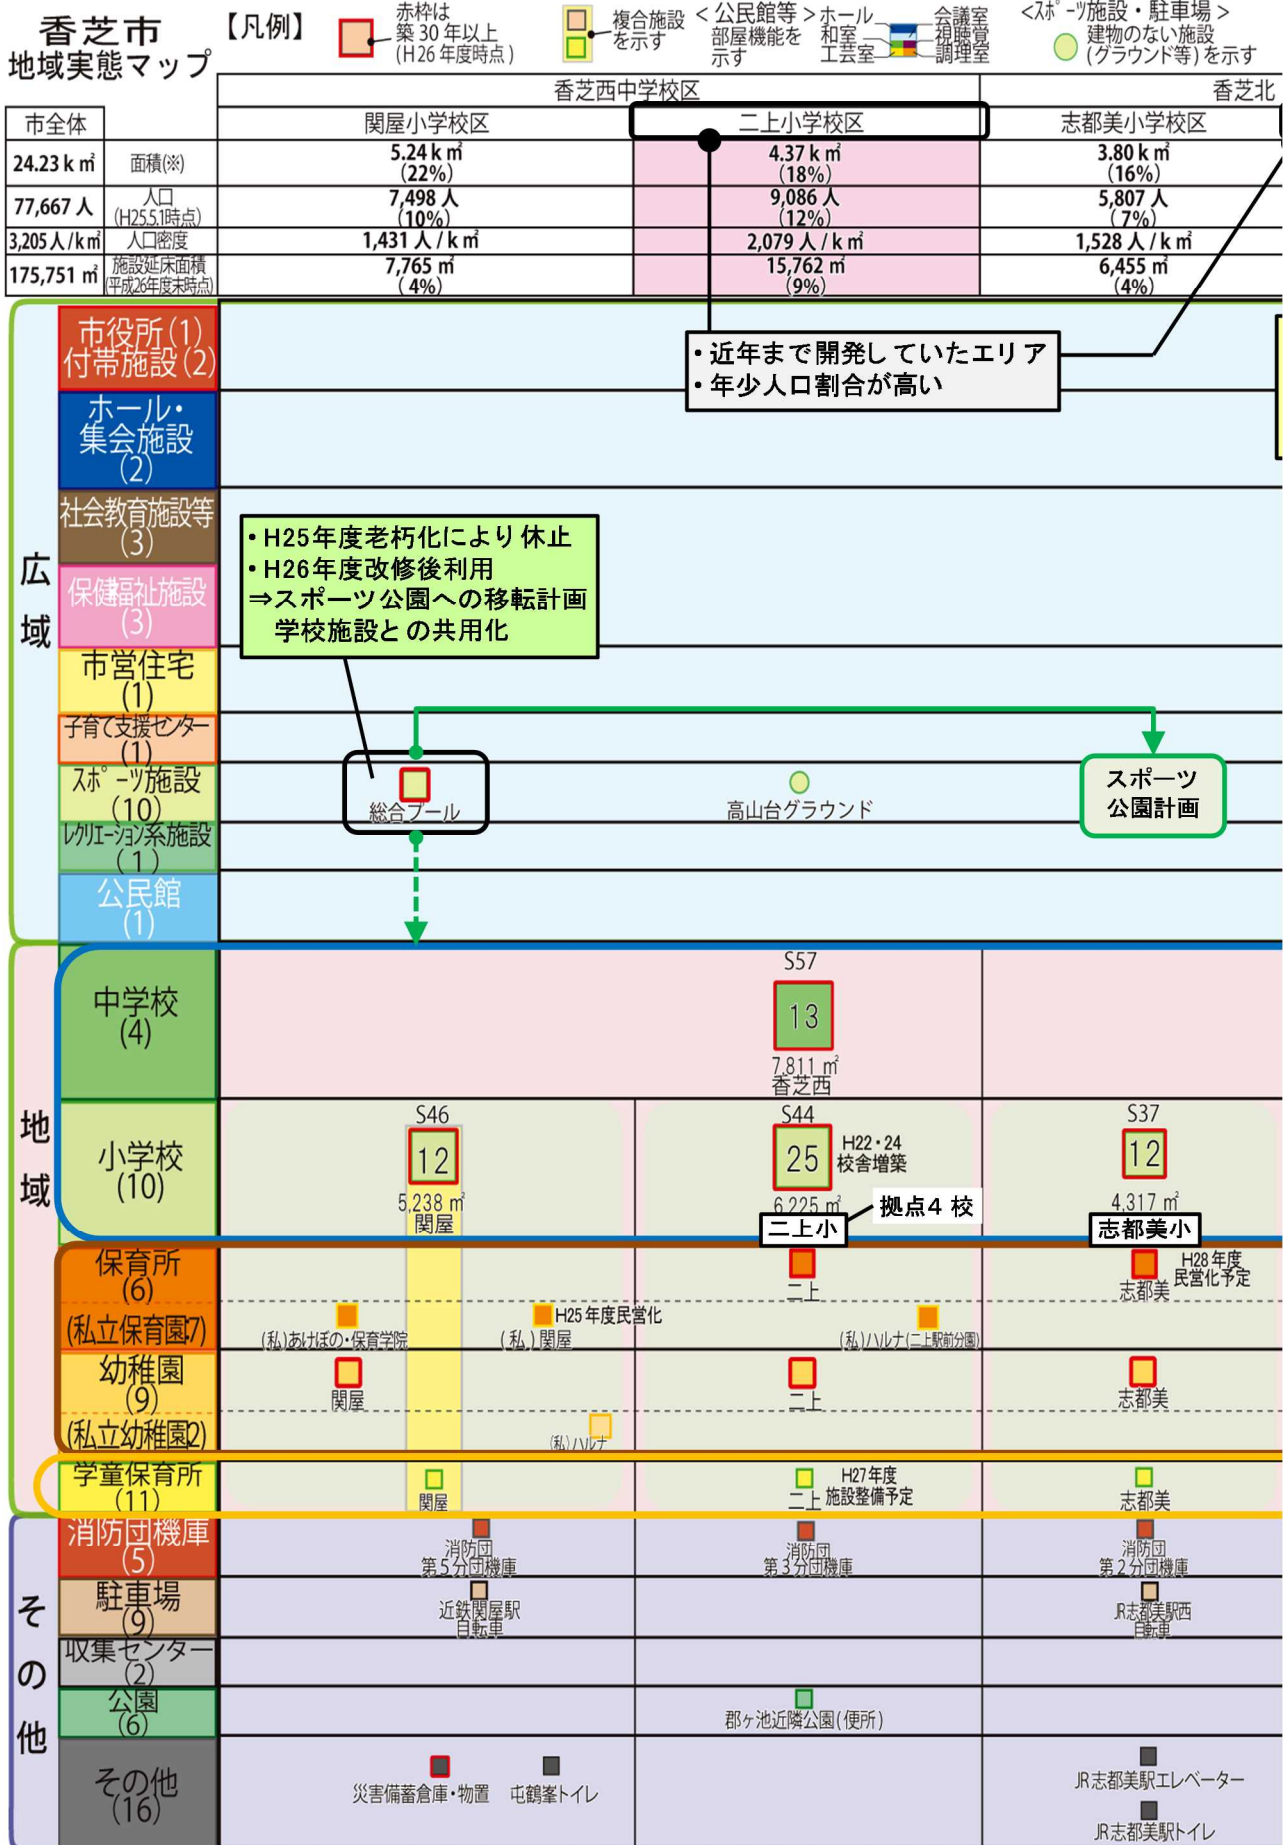 香芝市
地域実態マップ
【凡例】
赤枠は
築30年以上
(H26年度時点)
複合施設
を示す
<公民館等>
部屋機能を
示す
ホール
和室
工芸室
会議室
視聴覚
調理室
<スポーツ施設・駐車場>
建物のない施設
(グラウンド等)を示す
香芝西中学校区
香芝北
市全体
関屋小学校区
二上小学校区
志都美小学校区
24.23k㎡
面積(※)
5.24k㎡
(22%)
4.37k㎡
(18%)
3.80k㎡
(16%)
77,667人
人口
(H25.5.1時点)
7,498人
(10%)
9,086人
(12%)
5,807人
(7%)
3,205人/k㎡
人口密度
1,431人/k㎡
2,079人/k㎡
1,528人/k㎡
175,751㎡
施設延床面積
(平成26年度末時点)
7,765㎡
(4%)
15,762㎡
(9%)
6,455㎡
(4%)
広域
市役所(1)
付帯施設(2)
・近年まで開発していたエリア
・年少人口割合が高い
ホール・
集会施設
(2)
社会教育施設等
(3)
・H25年度老朽化により休止
・H26年度改修後利用
⇒スポーツ公園への移転計画
学校施設との共用化
保健福祉施設
(3)
市営住宅
(1)
子育て支援センター
(1)
スポーツ施設
(10)
総合プール
高山台グラウンド
スポーツ
公園計画
レクリエーション系施設
(1)
公民館
(1)
地域
中学校
(4)
S57
13
7,811㎡
香芝西
小学校
(10)
S46
12
5,238㎡
関屋
S44
25
H22・24
校舎増築
6,225㎡
二上小
拠点4校
S37
12
4,317㎡
志都美小
保育所
(6)
二上
志都美
H28年度
民営化予定
(私立保育園7)
(私)あけぼの・保育学院
H25年度民営化
(私)関屋
(私)ハルナ(二上駅前分園)
幼稚園
(9)
関屋
二上
志都美
(私立幼稚園2)
(私)ハルナ
学童保育所
(11)
関屋
二上
H27年度
施設整備予定
志都美
その他
消防団機庫
(5)
消防団
第5分団機庫
消防団
第3分団機庫
消防団
第2分団機庫
駐車場
(9)
近鉄関屋駅
自転車
JR志都美駅西
自転車
収集センター
(2)
公園
(6)
郡ヶ池近隣公園(便所)
その他
(16)
災害備蓄倉庫・物置
屯鶴峯トイレ
JR志都美駅エレベーター
JR志都美駅トイレ